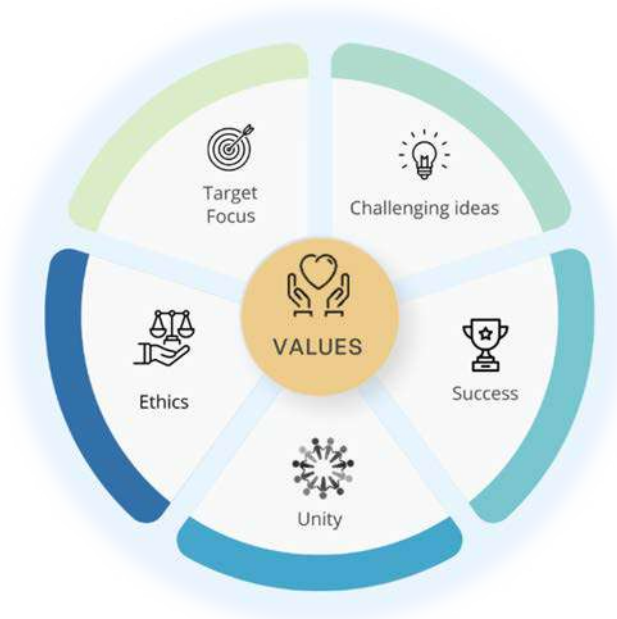 Target
Focus
Challenging ideas
VALUES
Ethics
Success
Unity